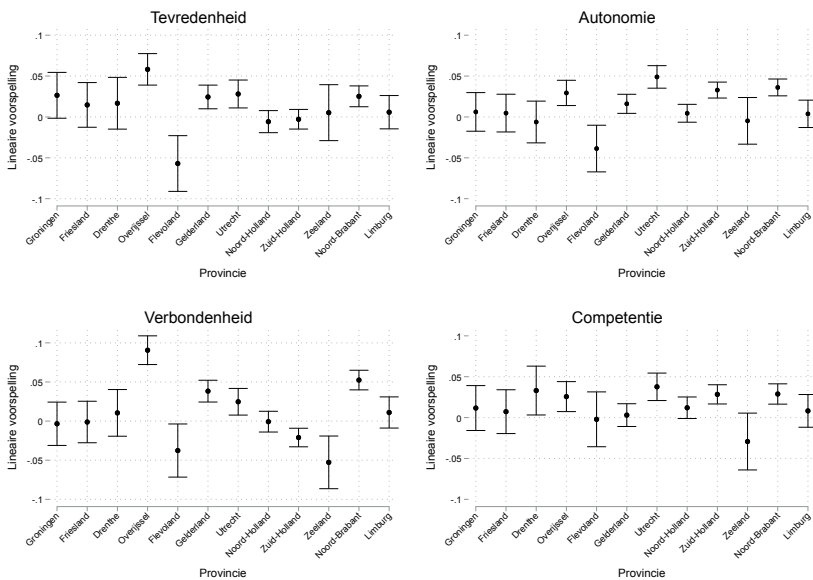 Tevredenheid
Lineaire voorspelling
.1
.05
0
-.05
-.1
Groningen
Friesland
Drenthe
Overijssel
Flevoland
Gelderland
Utrecht
Noord-Holland
Zuid-Holland
Zeeland
Noord-Brabant
Limburg
Provincie
Autonomie
Lineaire voorspelling
.1
.05
0
-.05
-.1
Groningen
Friesland
Drenthe
Overijssel
Flevoland
Gelderland
Utrecht
Noord-Holland
Zuid-Holland
Zeeland
Noord-Brabant
Limburg
Provincie
Verbondenheid
Lineaire voorspelling
.1
.05
0
-.05
-.1
Groningen
Friesland
Drenthe
Overijssel
Flevoland
Gelderland
Utrecht
Noord-Holland
Zuid-Holland
Zeeland
Noord-Brabant
Limburg
Provincie
Competentie
Lineaire voorspelling
.1
.05
0
-.05
-.1
Groningen
Friesland
Drenthe
Overijssel
Flevoland
Gelderland
Utrecht
Noord-Holland
Zuid-Holland
Zeeland
Noord-Brabant
Limburg
Provincie